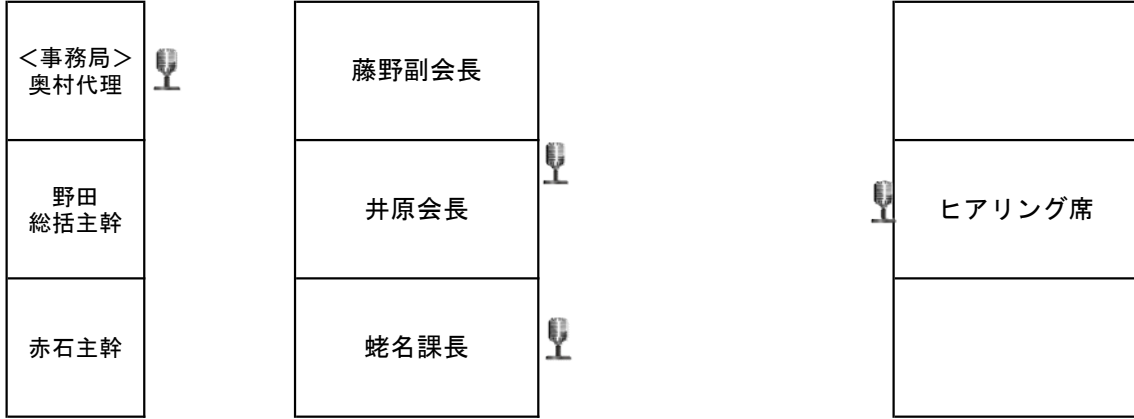 ＜事務局＞
奥村代理
野田
総括主幹
赤石主幹
藤野副会長
井原会長
蛯名課長
ヒアリング席